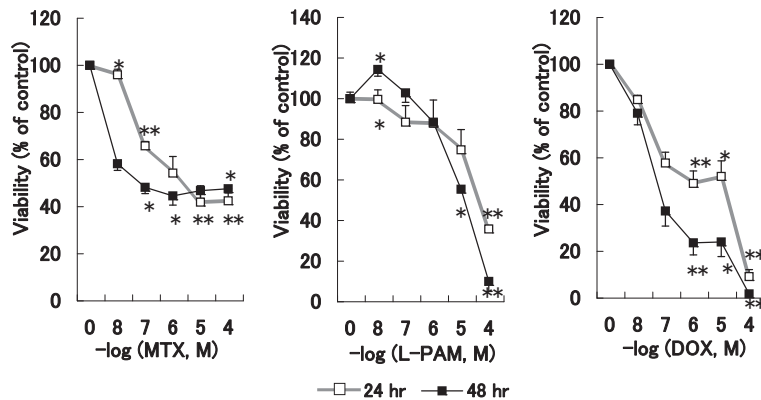 Viability (% of control)
120
100
80
60
40
20
0
* ** * * * ** **
0 8 7 6 5 4
-log (MTX, M)
Viability (% of control)
140
120
100
80
60
40
20
0
* * * ** **
0 8 7 6 5 4
-log (L-PAM, M)
Viability (% of control)
120
100
80
60
40
20
0
** * ** * ** **
0 8 7 6 5 4
-log (DOX, M)
24 hr 48 hr